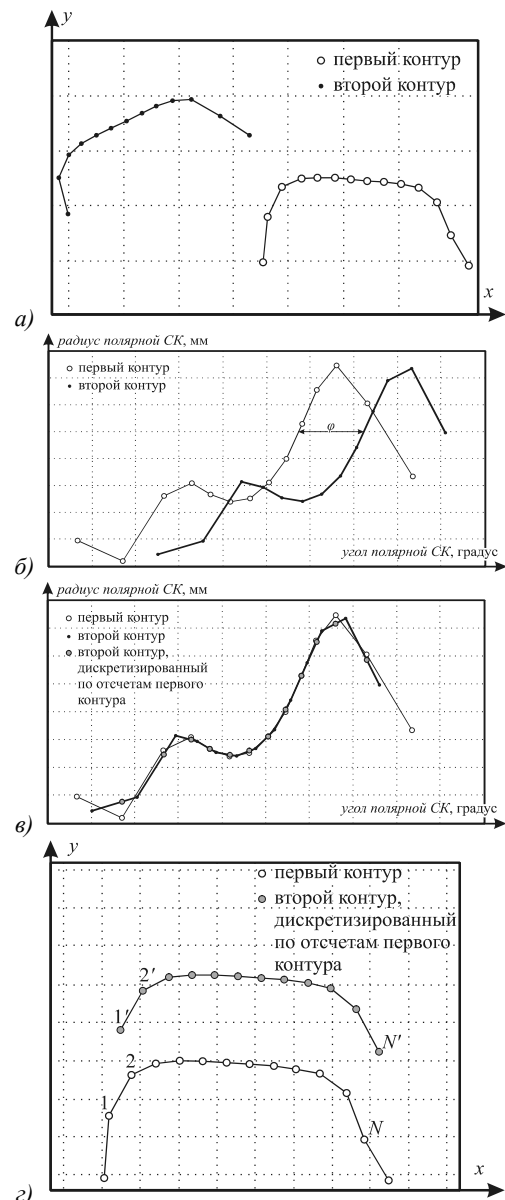 y
первый контур
второй контур
x
а)
радиус полярной СК, мм
первый контур
второй контур
φ
угол полярной СК, градус
б)
радиус полярной СК, мм
первый контур
второй контур
второй контур,
дискретизированный
по отсчетам первого
контура
угол полярной СК, градус
в)
y
первый контур
второй контур,
дискретизированный
по отсчетам первого
контура
2′
1′
N′
2
1
N
x
г)